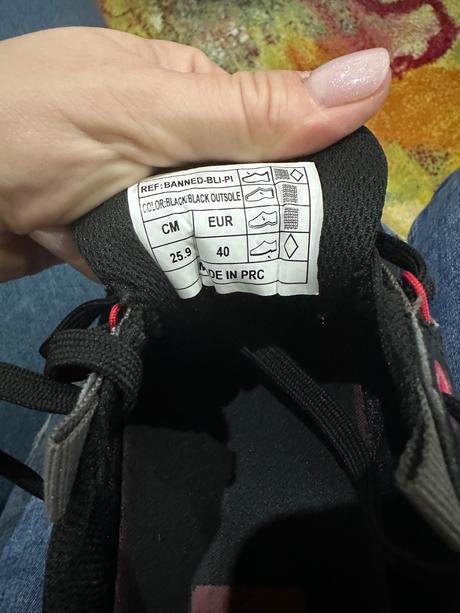 REF:BANNED-BLI-PI
COLOR:BLACK/BLACK OUTSOLE
CM EUR
25.9 40
DE IN PRC